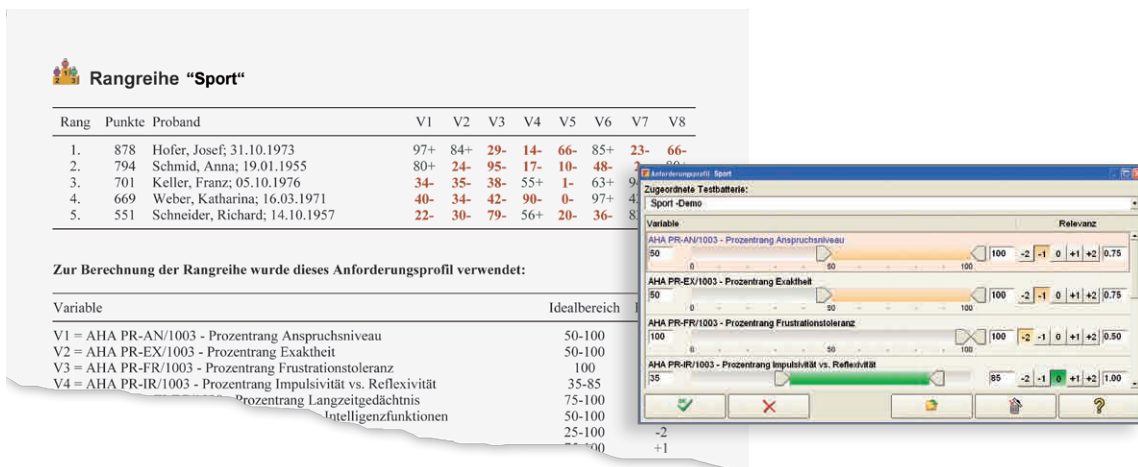 Rangreihe “Sport“
Rang Punkte Proband V1 V2 V3 V4 V5 V6 V7 V8
1. 878 Hofer, Josef; 31.10.1973 97+ 84+ 29- 14- 66- 85+ 23- 66-
2. 794 Schmid, Anna; 19.01.1955 80+ 24- 95- 17- 10- 48-
3. 701 Keller, Franz; 05.10.1976 34- 35- 38- 55+ 1- 63+
4. 669 Weber, Katharina; 16.03.1971 40- 34- 42- 90- 0- 97+
5. 551 Schneider, Richard; 14.10.1957 22- 30- 79- 56+ 20- 36-
Zur Berechnung der Rangreihe wurde dieses Anforderungsprofil verwendet:
Variable Idealbereich
V1 = AHA PR-AN/1003 - Prozentrang Anspruchsniveau 50-100
V2 = AHA PR-EX/1003 - Prozentrang Exaktheit 50-100
V3 = AHA PR-FR/1003 - Prozentrang Frustrationstoleranz 100
V4 = AHA PR-IR/1003 - Prozentrang Impulsivität vs. Reflexivität 35-85
Prozentrang Langzeitgedächtnis 75-100
Intelligenzfunktionen 50-100
25-100 -2
+1
Anforderungsprofil Sport
Zugeordnete Testbatterie:
Sport -Demo
Variable Relevanz
AHA PR-AN/1003 - Prozentrang Anspruchsniveau
50 100 -2 -1 0 +1 +2 0.75
0 50 100
AHA PR-EX/1003 - Prozentrang Exaktheit
50 100 -2 -1 0 +1 +2 0.75
0 50 100
AHA PR-FR/1003 - Prozentrang Frustrationstoleranz
100 100 -2 -1 0 +1 +2 0.50
0 50 100
AHA PR-IR/1003 - Prozentrang Impulsivität vs. Reflexivität
35 85 -2 -1 0 +1 +2 1.00